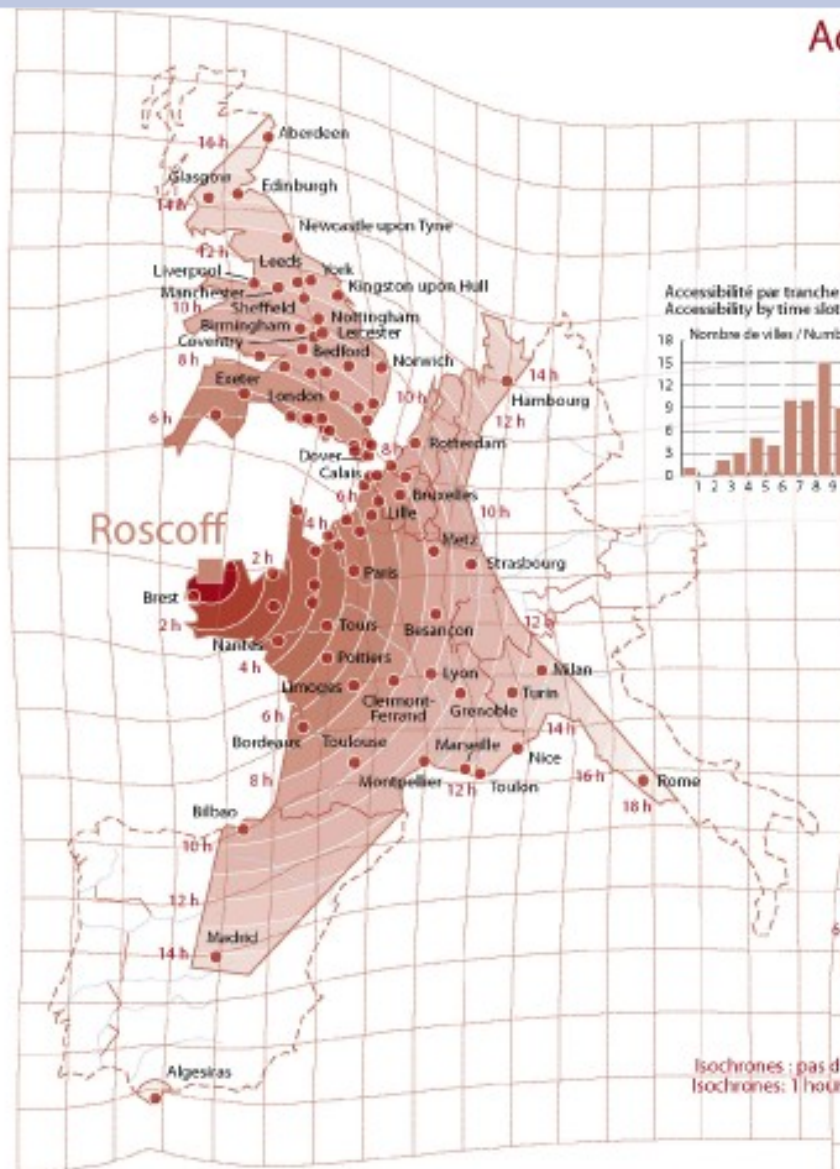 Ac
Aberdeen
16 h
Glasgow
Edinburgh
14 h
Newcastle upon Tyne
12 h
Leeds
York
Liverpool
Kingston upon Hull
Manchester
Sheffield
10 h
Nottingham
Birmingham
Leicester
Coventry
Bedford
8 h
Norwich
14 h
Exeter
London
10 h
Hambourg
6 h
12 h
Rotterdam
Dover
8 h
Calais
6 h
Bruxelles
Lille
10 h
4 h
Roscoff
Metz
2 h
Strasbourg
Paris
Brest
2 h
Tours
Besançon
12 h
Nantes
4 h
Poitiers
Lyon
Milan
Limoges
Clermont-
Ferrand
Turin
Grenoble
6 h
14 h
Bordeaux
Toulouse
Marseille
Nice
8 h
Montpellier
12 h
Toulon
16 h
Rome
18 h
Bilbao
10 h
12 h
Madrid
14 h
Algesiras
Accessibilité par tranche
Accessibility by time slot
Nombre de villes / Numb
18
15
12
9
6
3
0
1 2 3 4 5 6 7 8 9
6
Isochrones : pas d
Isochrones: 1 hour